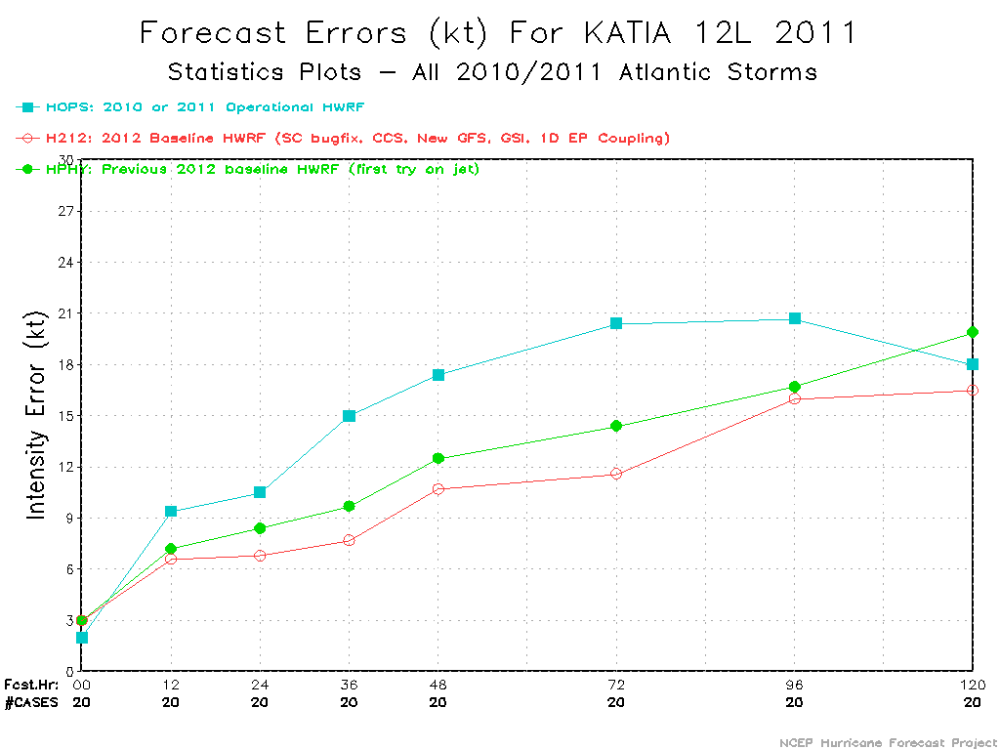 Forecast Errors (kt) For KATIA 12L 2011
Statistics Plots – All 2010/2011 Atlantic Storms
HOPS: 2010 or 2011 Operational HWRF
H212: 2012 Baseline HWRF (SC bugfix, CCS, New GFS, GSI, 1D EP Coupling)
HPHY: Previous 2012 baseline HWRF (first try on jet)
30
27
24
21
18
15
12
9
6
3
0
Intensity Error (kt)
Fcst.Hr: 00 12 24 36 48 72 96 120
#CASES 20 20 20 20 20 20 20 20
NCEP Hurricane Forecast Project